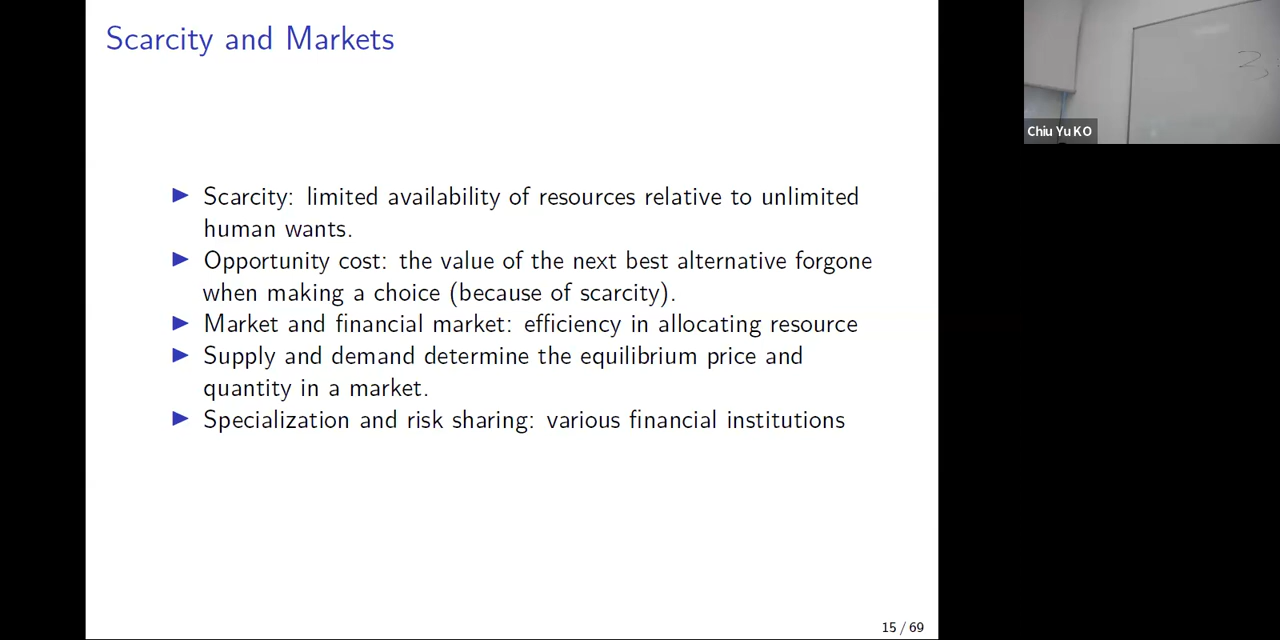 Scarcity and Markets
Scarcity: limited availability of resources relative to unlimited
human wants.
Opportunity cost: the value of the next best alternative forgone
when making a choice (because of scarcity).
Market and financial market: efficiency in allocating resource
Supply and demand determine the equilibrium price and
quantity in a market.
Specialization and risk sharing: various financial institutions
15 / 69
3
Chiu Yu KO